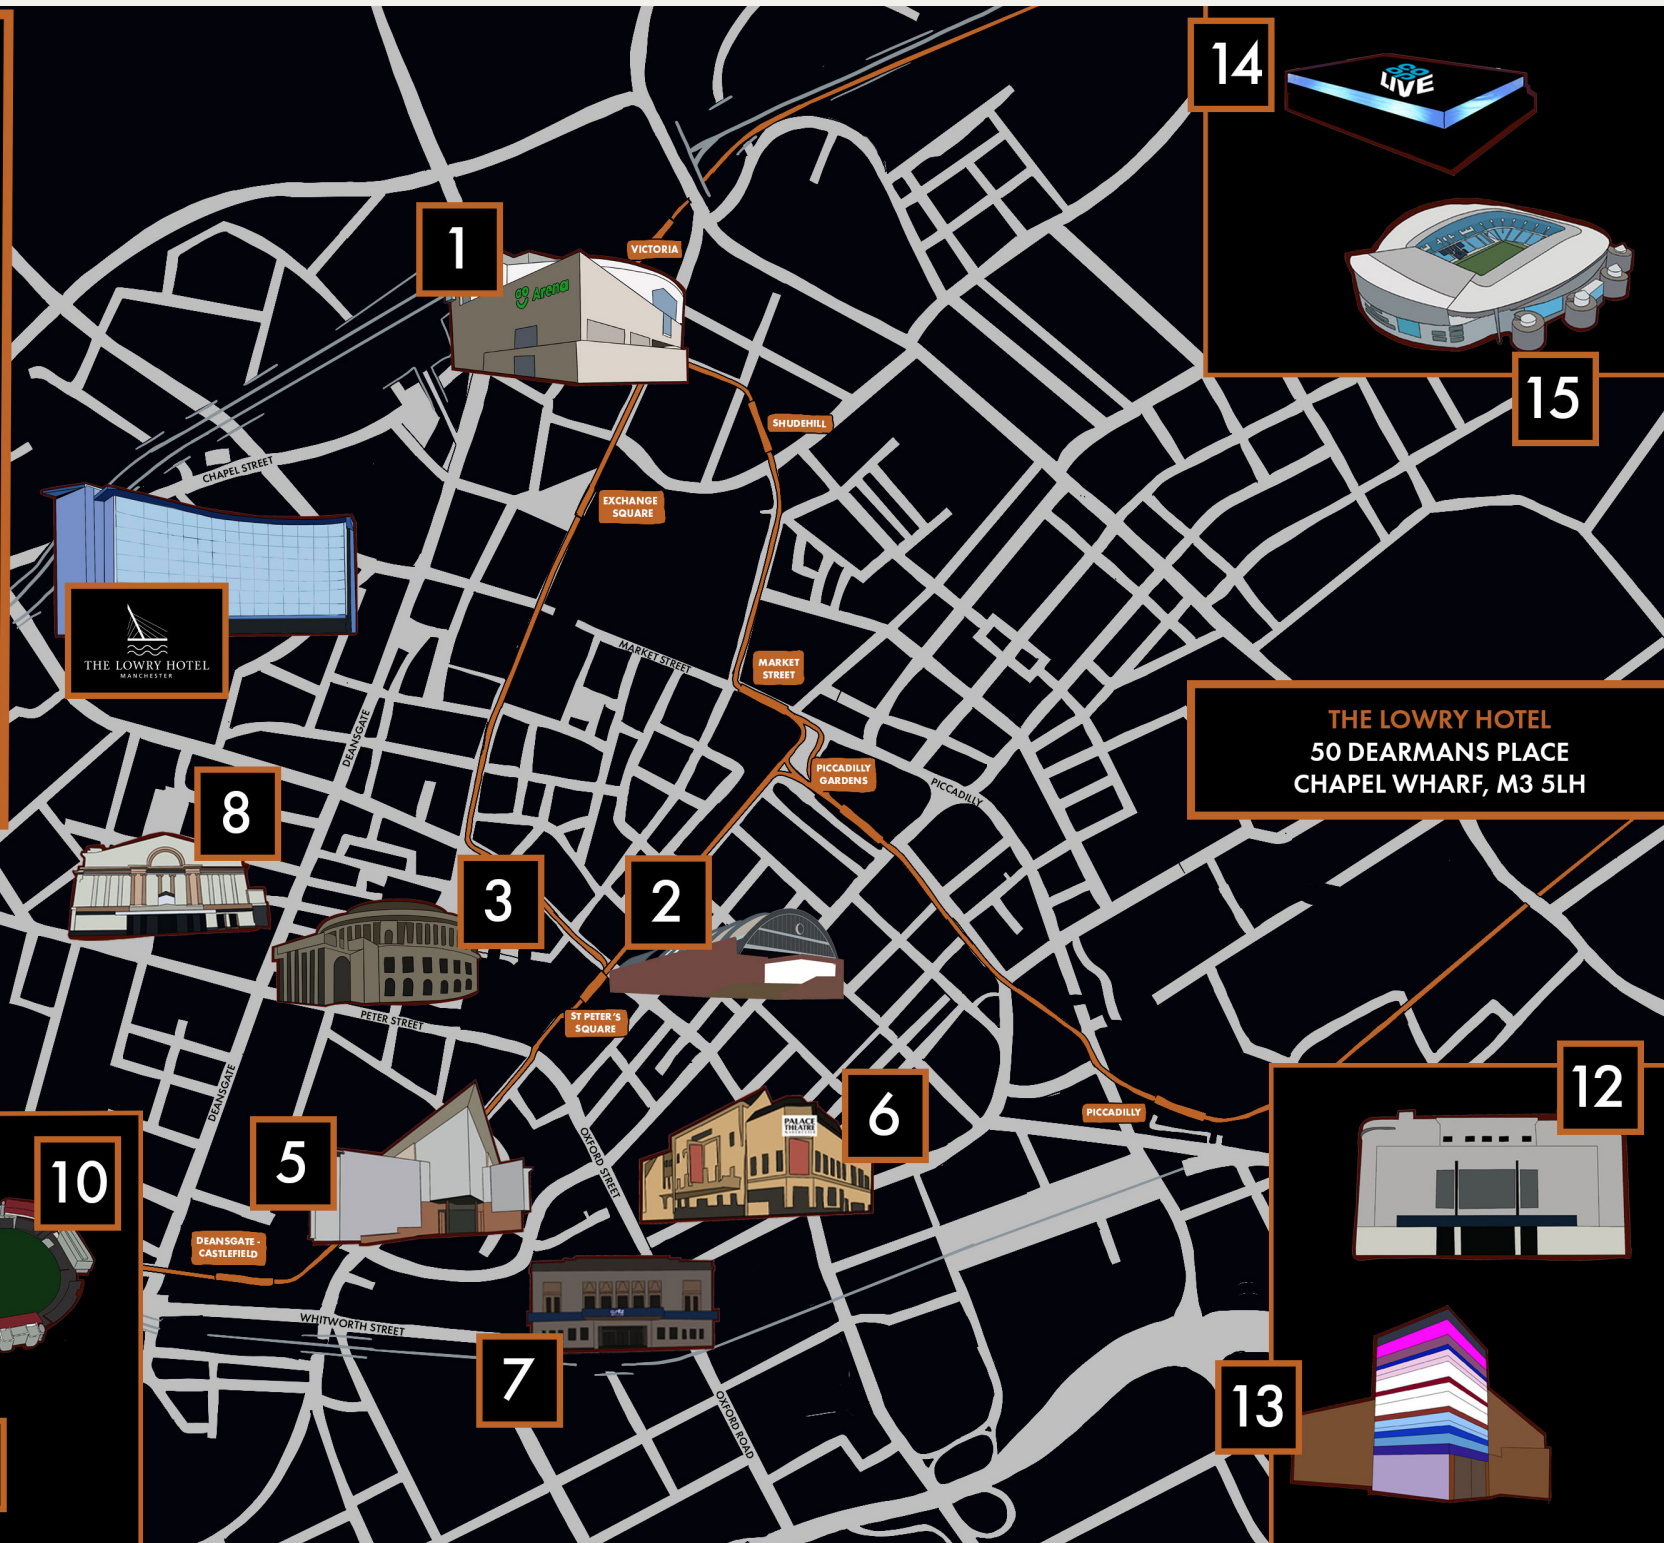 14
CO
OP
LIVE
1
VICTORIA
Arena
15
SHUDEHILL
CHAPEL STREET
EXCHANGE
SQUARE
THE LOWRY HOTEL
MANCHESTER
MARKET STREET
MARKET
STREET
THE LOWRY HOTEL
50 DEARMANS PLACE
CHAPEL WHARF, M3 5LH
DEANSGATE
PICCADILLY
GARDENS
PICCADILLY
8
3
2
PETER STREET
ST PETER'S
SQUARE
DEANSGATE
12
6
PALACE
THEATRE
MANCHESTER
PICCADILLY
5
OXFORD STREET
10
DEANSGATE -
CASTLEFIELD
WHITWORTH STREET
7
13
OXFORD ROAD